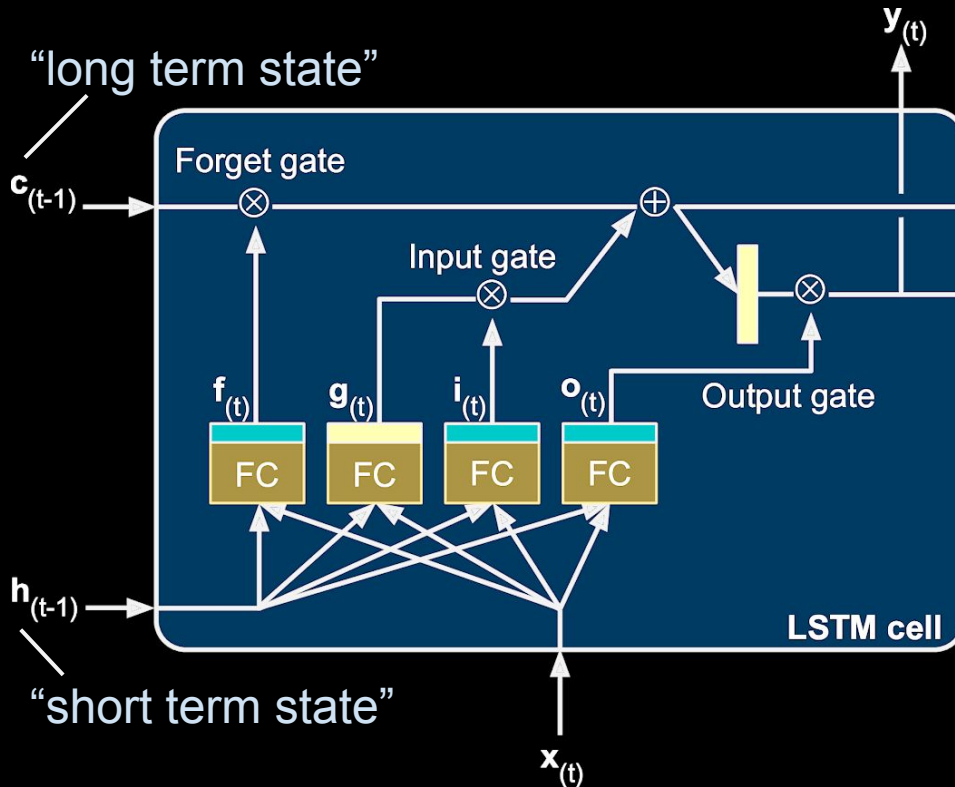 y(t)
“long term state”
Forget gate
c(t-1)
Input gate
f(t) g(t) i(t) o(t)
Output gate
FC FC FC FC
h(t-1)
LSTM cell
“short term state”
x(t)